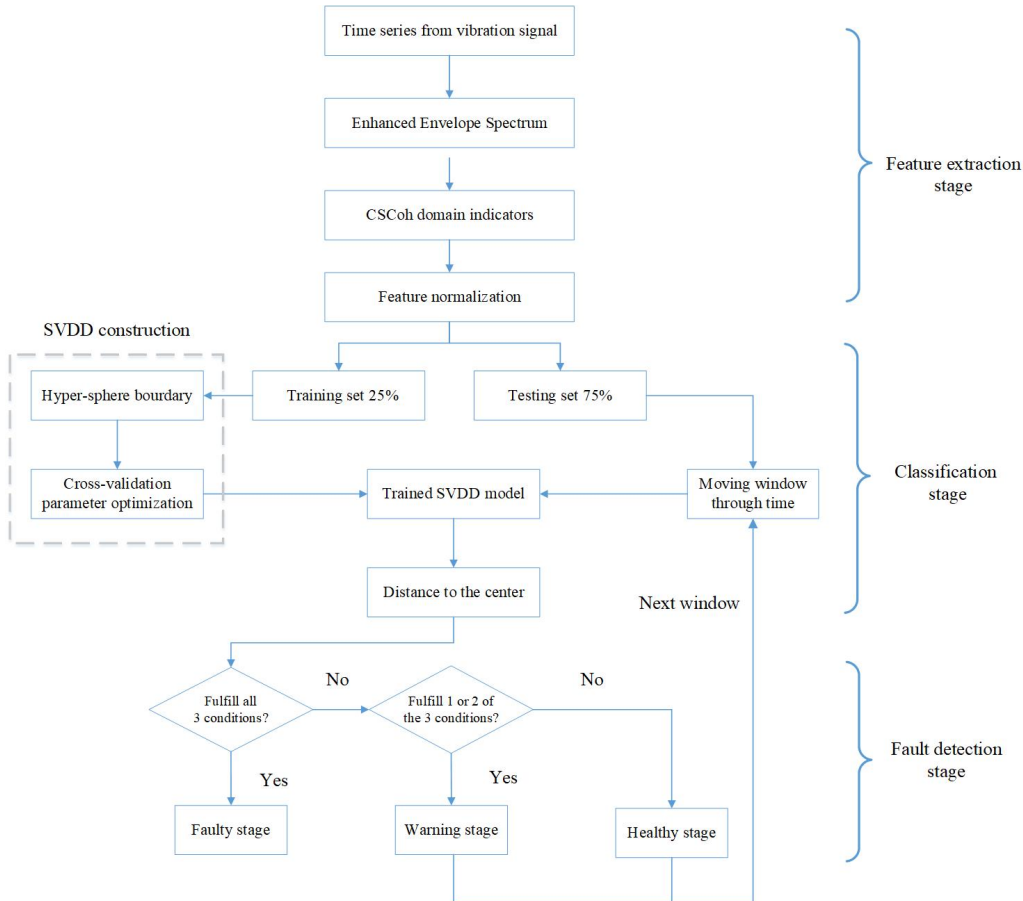 Time series from vibration signal
Enhanced Envelope Spectrum
Feature extraction
stage
CSCoh domain indicators
Feature normalization
SVDD construction
Hyper-sphere bourdary
Training set 25%
Testing set 75%
Classification
stage
Cross-validation
parameter optimization
Trained SVDD model
Moving window
through time
Distance to the center
Next window
Fulfill all
3 conditions?
No
Fulfill 1 or 2 of
the 3 conditions?
No
Fault detection
stage
Yes
Yes
Faulty stage
Warning stage
Healthy stage